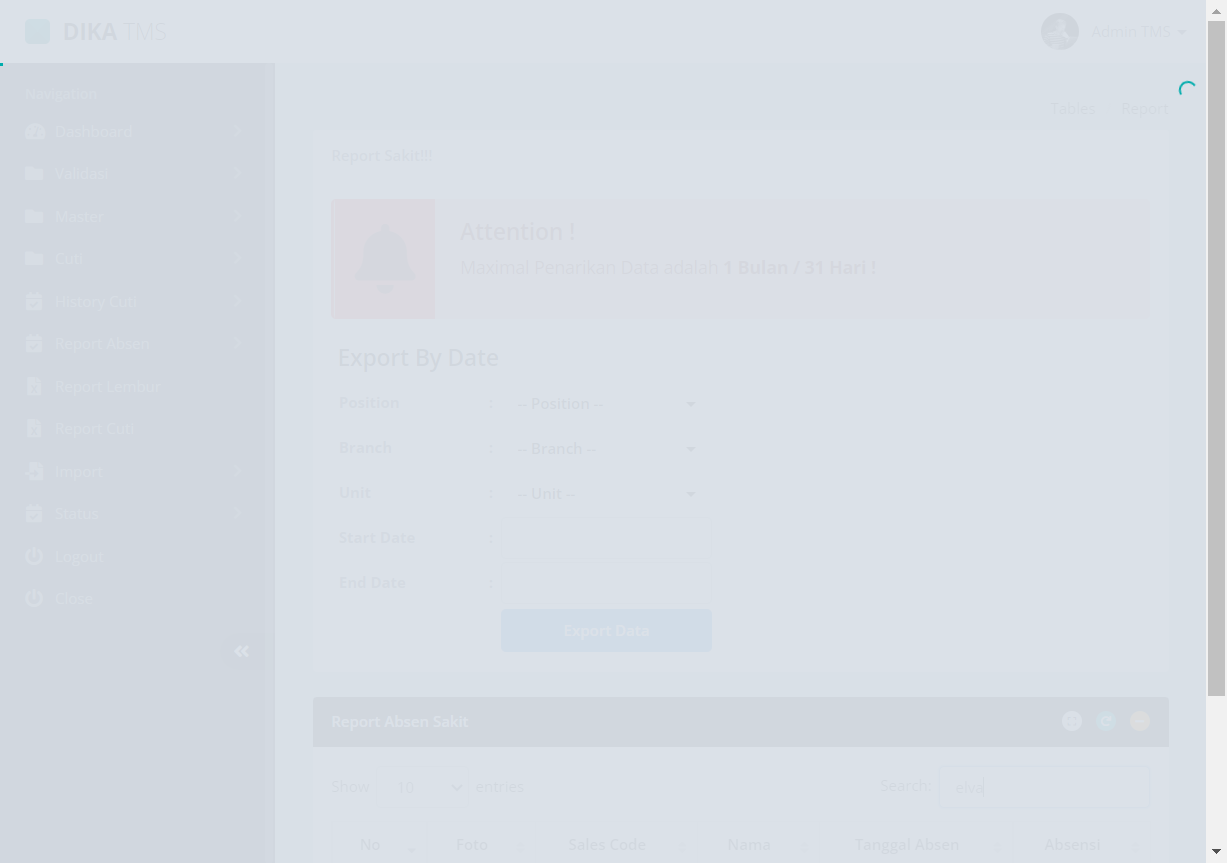 DIKA TMS
Admin TMS
Navigation
Dashboard
Validasi
Master
Cuti
History Cuti
Report Absen
Report Lembur
Report Cuti
Import
Status
Logout
Close
Tables Report
Report Sakit!!!
Attention !
Maximal Penarikan Data adalah 1 Bulan / 31 Hari !
Export By Date
Position : -- Position --
Branch : -- Branch --
Unit : -- Unit --
Start Date :
End Date :
Export Data
Report Absen Sakit
Show 10 entries
Search: elva
No Foto Sales Code Nama Tanggal Absen Absensi